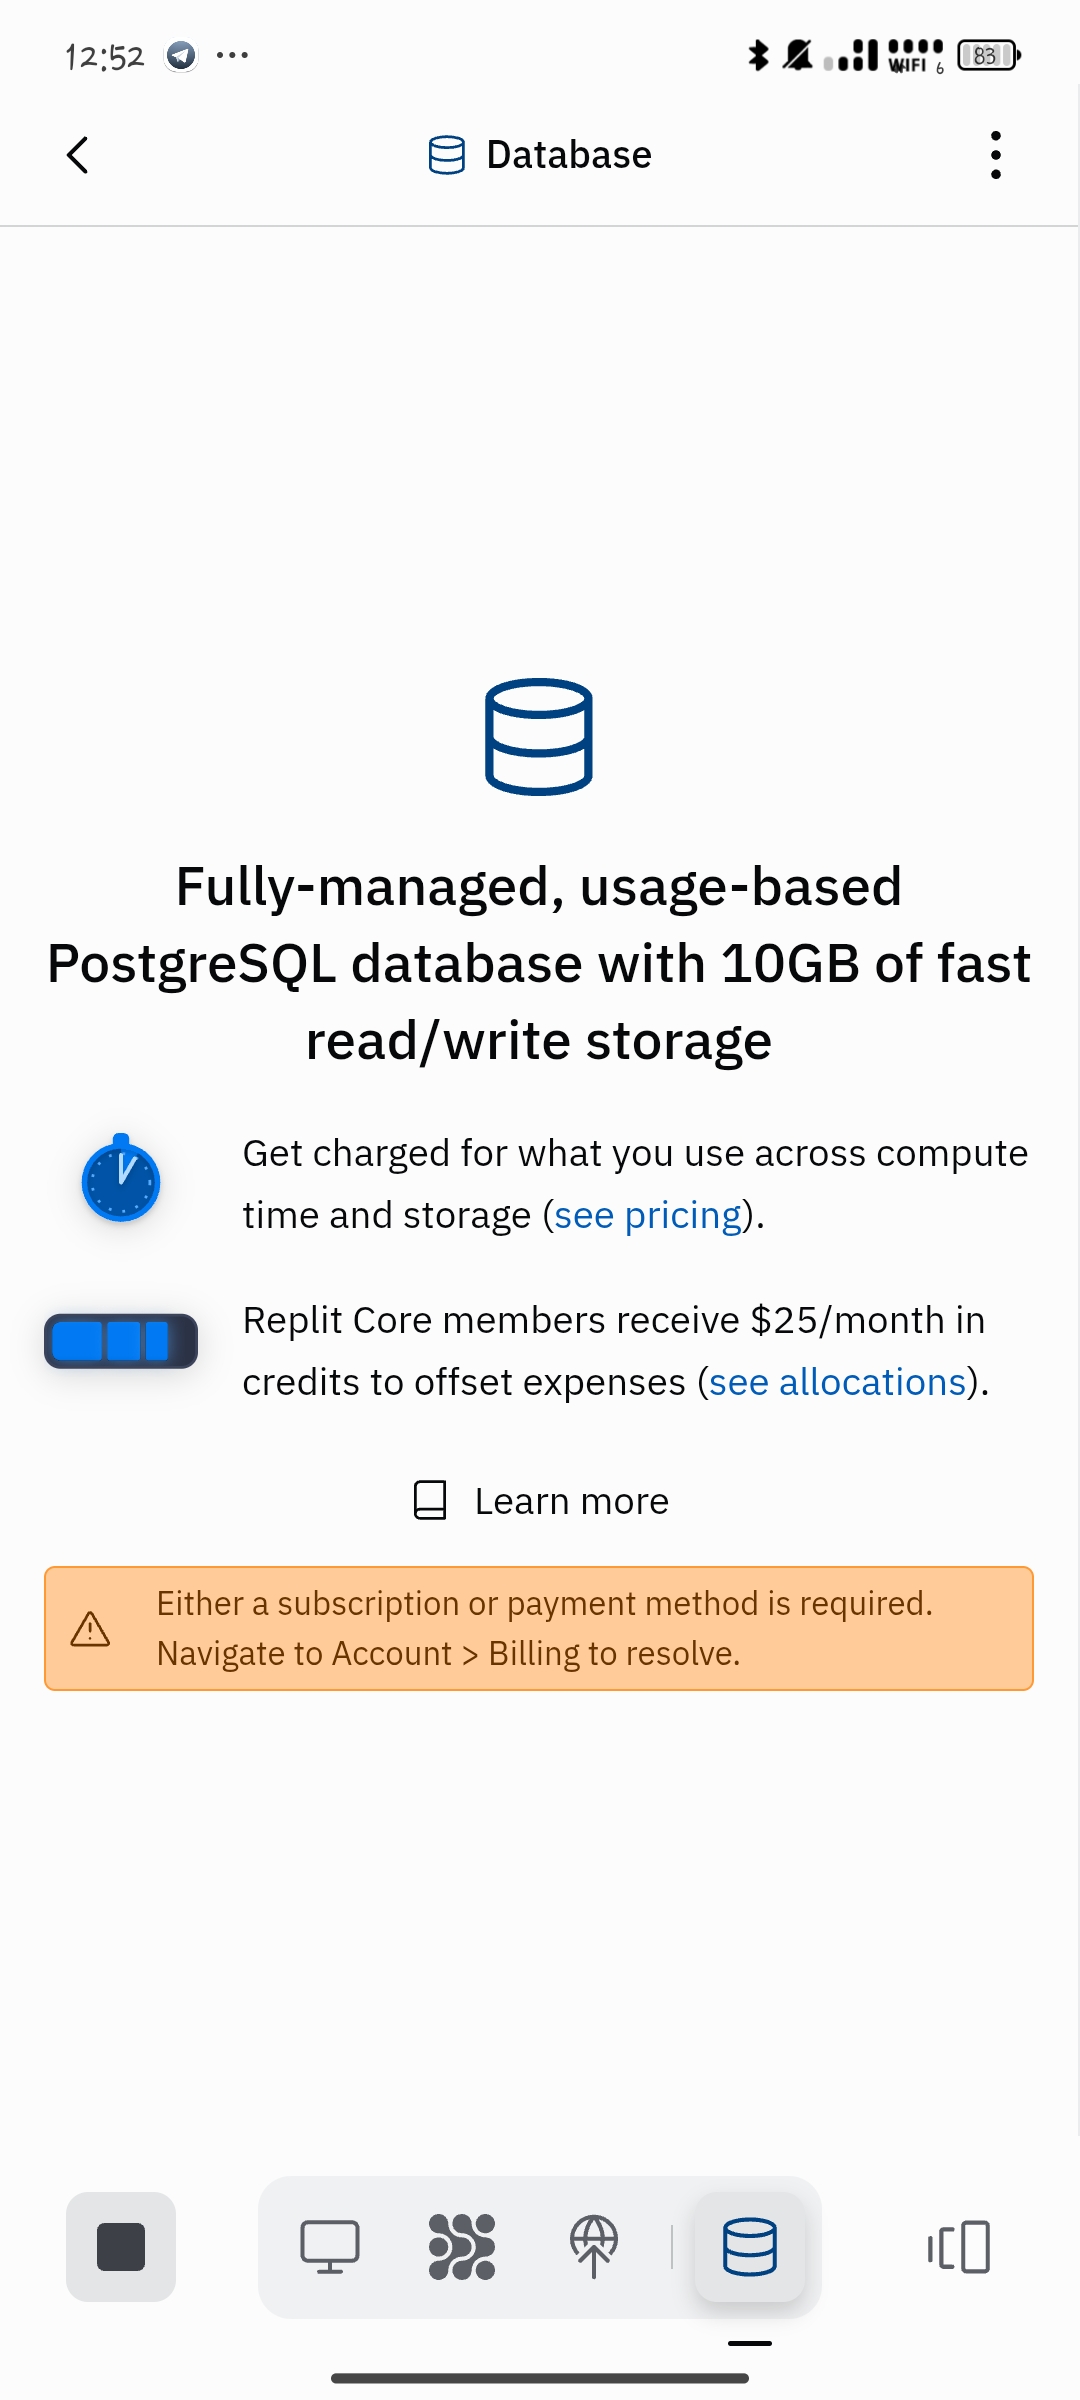 12:52
WIFI 6
83
Database
Fully-managed, usage-based
PostgreSQL database with 10GB of fast
read/write storage
Get charged for what you use across compute
time and storage (see pricing).
Replit Core members receive $25/month in
credits to offset expenses (see allocations).
Learn more
Either a subscription or payment method is required.
Navigate to Account > Billing to resolve.